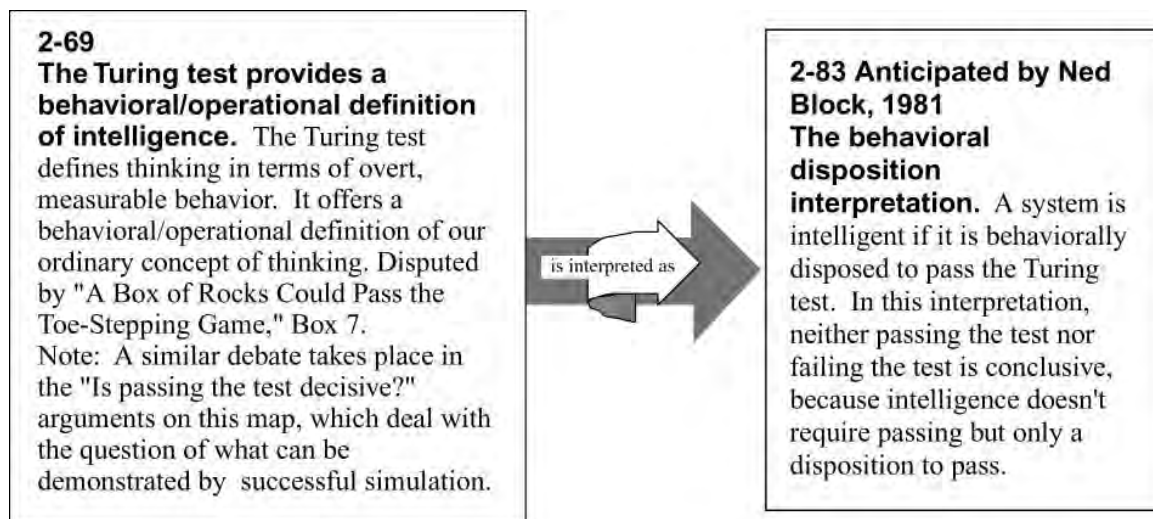 2-69
The Turing test provides a
behavioral/operational definition
of intelligence. The Turing test
defines thinking in terms of overt,
measurable behavior. It offers a
behavioral/operational definition of our
ordinary concept of thinking. Disputed
by "A Box of Rocks Could Pass the
Toe-Stepping Game," Box 7.
Note: A similar debate takes place in
the "Is passing the test decisive?"
arguments on this map, which deal with
the question of what can be
demonstrated by successful simulation.
is interpreted as
2-83 Anticipated by Ned
Block, 1981
The behavioral
disposition
interpretation. A system is
intelligent if it is behaviorally
disposed to pass the Turing
test. In this interpretation,
neither passing the test nor
failing the test is conclusive,
because intelligence doesn't
require passing but only a
disposition to pass.